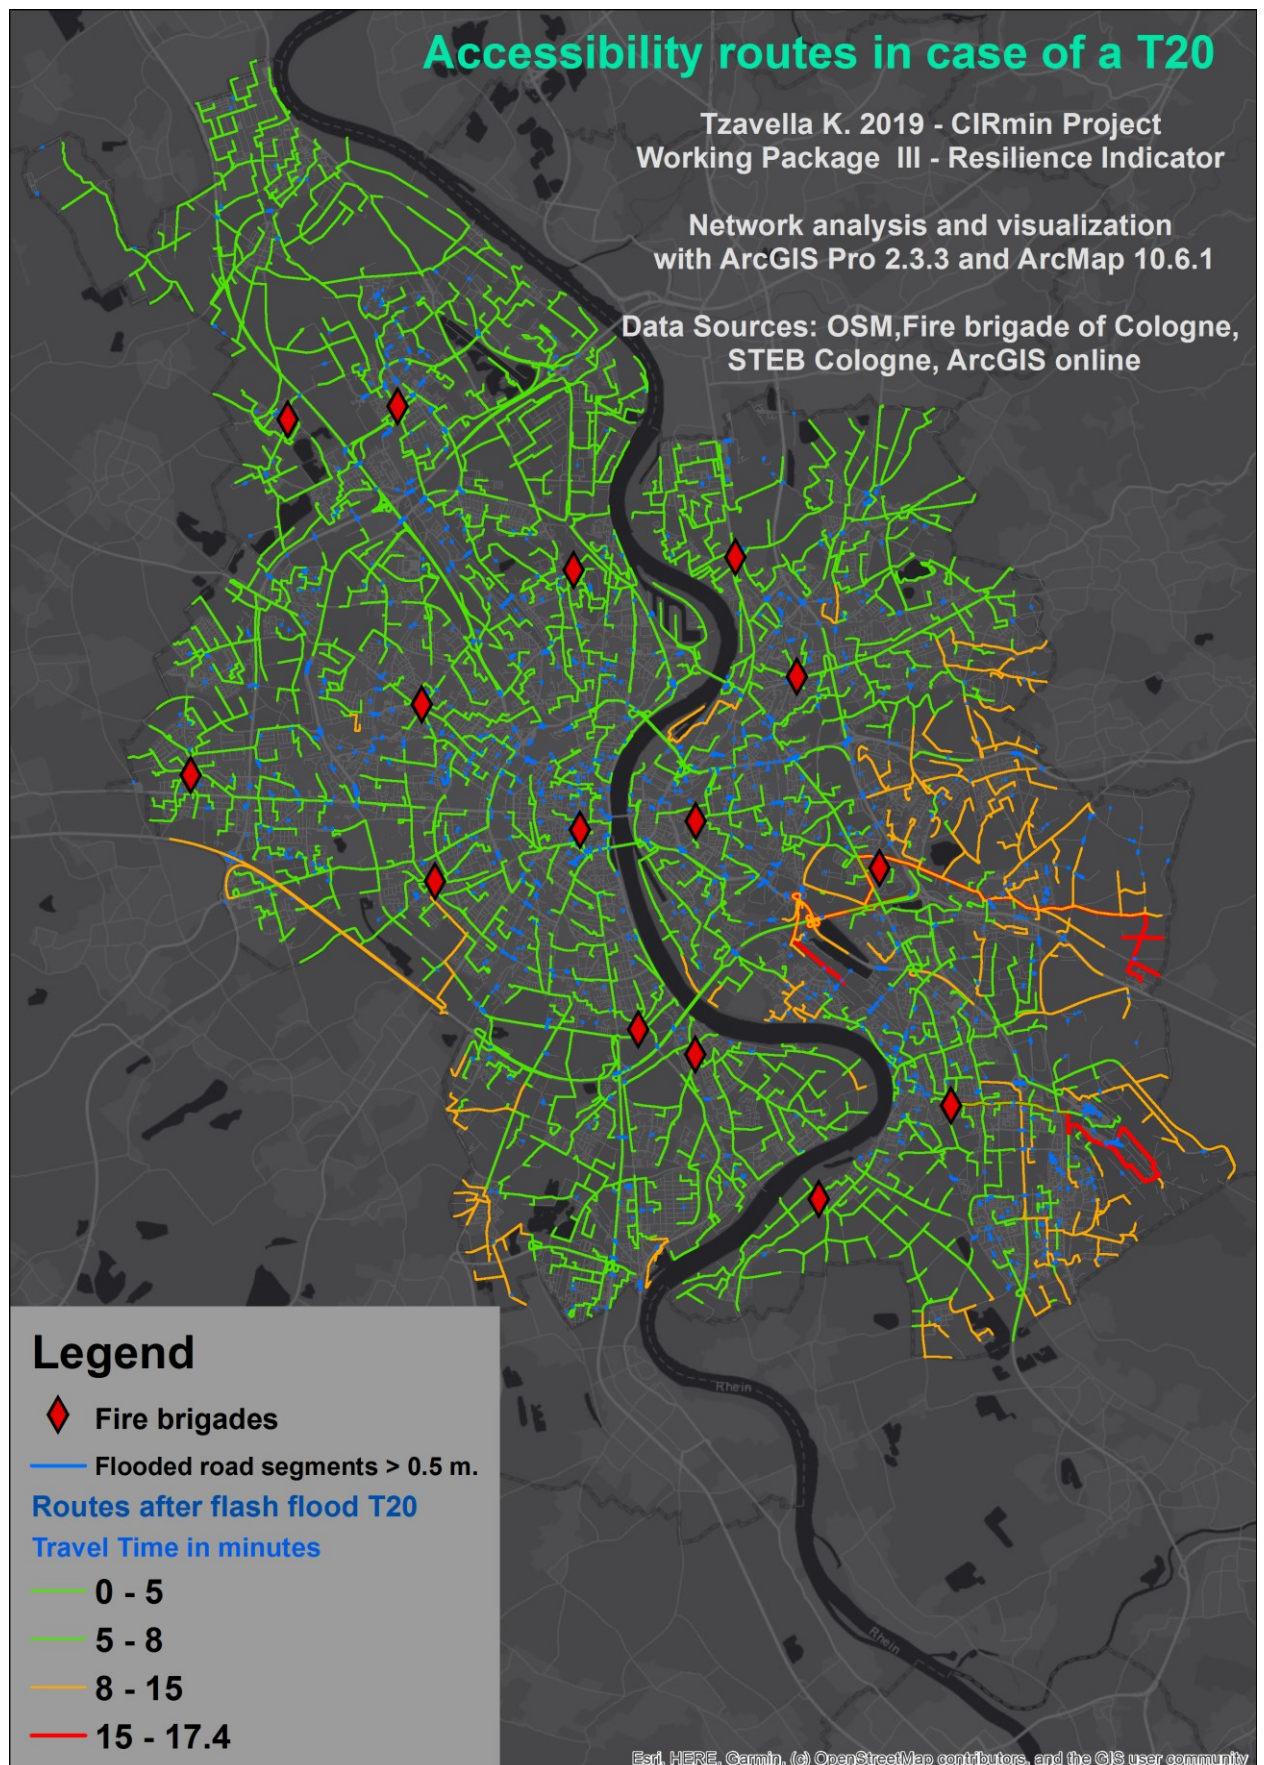 Accessibility routes in case of a T20
Tzavella K. 2019 - CIRmin Project
Working Package  III - Resilience Indicator
Network analysis and visualization
with ArcGIS Pro 2.3.3 and ArcMap 10.6.1
Data Sources: OSM,Fire brigade of Cologne,
STEB Cologne, ArcGIS online
Legend
Fire brigades
Flooded road segments > 0.5 m.
Routes after flash flood T20
Travel Time in minutes
0 - 5
5 - 8
8 - 15
15 - 17.4
Rhein
Rhein
Esri, HERE, Garmin, (c) OpenStreetMap contributors, and the GIS user community